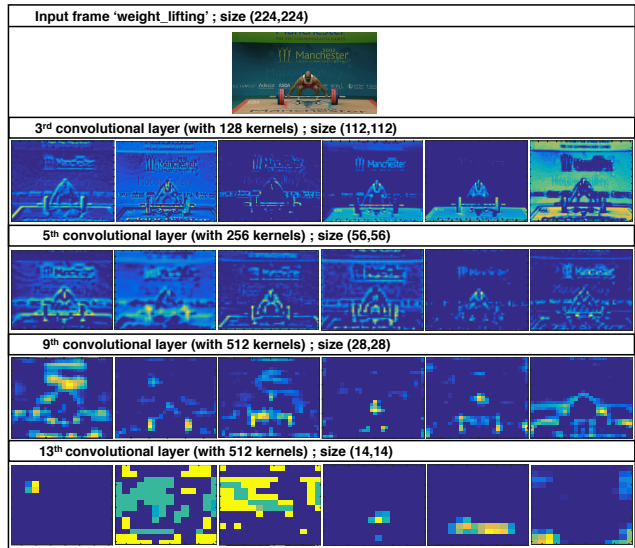 Input frame ‘weight_lifting’ ; size (224,224)
2002
Manchester
3rd convolutional layer (with 128 kernels) ; size (112,112)
Manchester
5th convolutional layer (with 256 kernels) ; size (56,56)
9th convolutional layer (with 512 kernels) ; size (28,28)
13th convolutional layer (with 512 kernels) ; size (14,14)